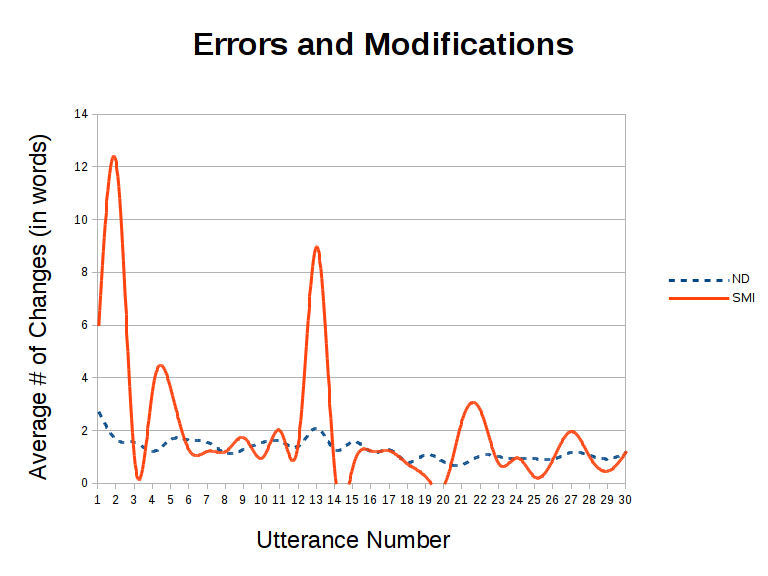 Errors and Modifications
Average # of Changes (in words)
14
12
10
8
6
4
2
0
1 2 3 4 5 6 7 8 9 10 11 12 13 14 15 16 17 18 19 20 21 22 23 24 25 26 27 28 29 30
Utterance Number
ND
SMI